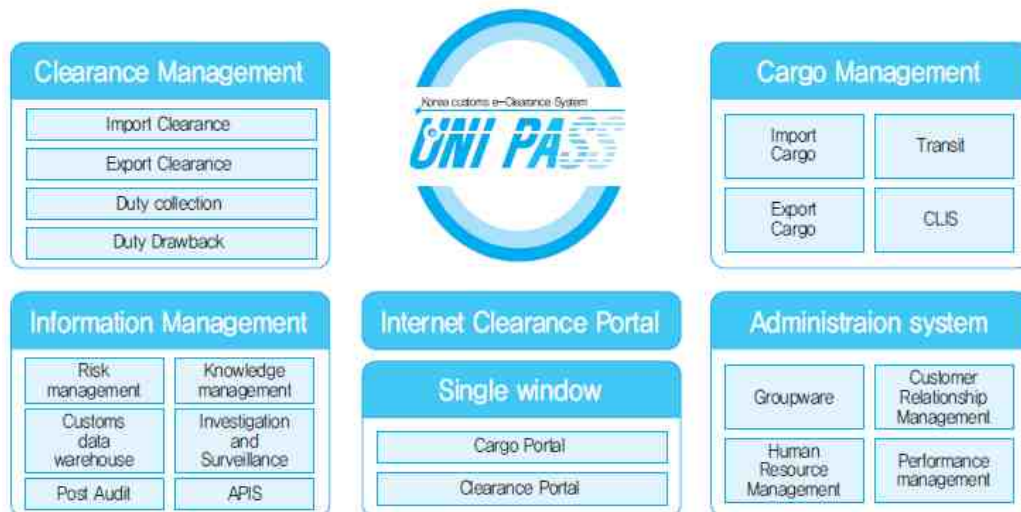 Clearance Management
Import Clearance
Export Clearance
Duty collection
Duty Drawback
Korea customs e-Clearance System
UNI PASS
Cargo Management
Import
Cargo
Transit
Export
Cargo
CLIS
Information Management
Risk
management
Knowledge
management
Customs
data
warehouse
Investigation
and
Surveillance
Post Audit
APIS
Internet Clearance Portal
Single window
Cargo Portal
Clearance Portal
Administraion system
Groupware
Customer
Relationship
Management
Human
Resource
Management
Performance
management